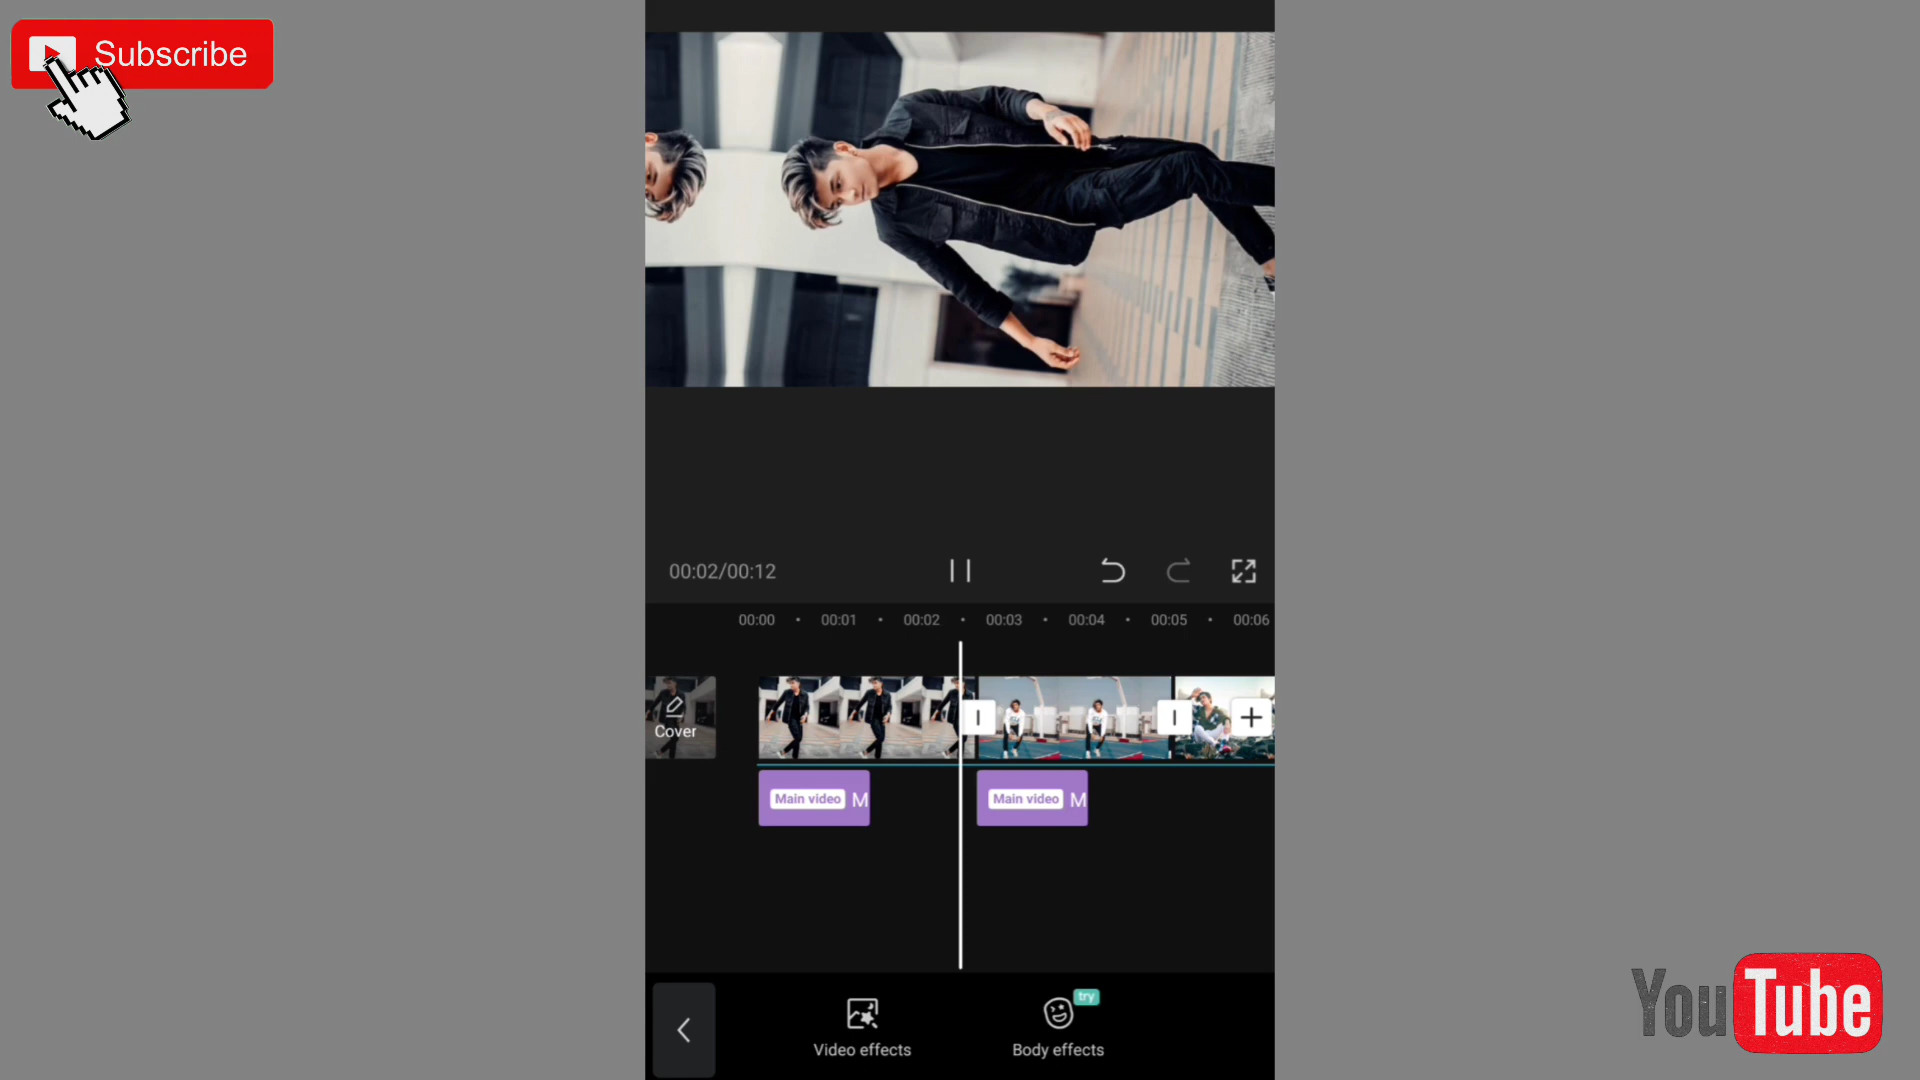 Subscribe
00:02/00:12
00:00 00:01 00:02 00:03 00:04 00:05 00:06
Cover
Main video M
Main video M
try
Video effects
Body effects
YouTube